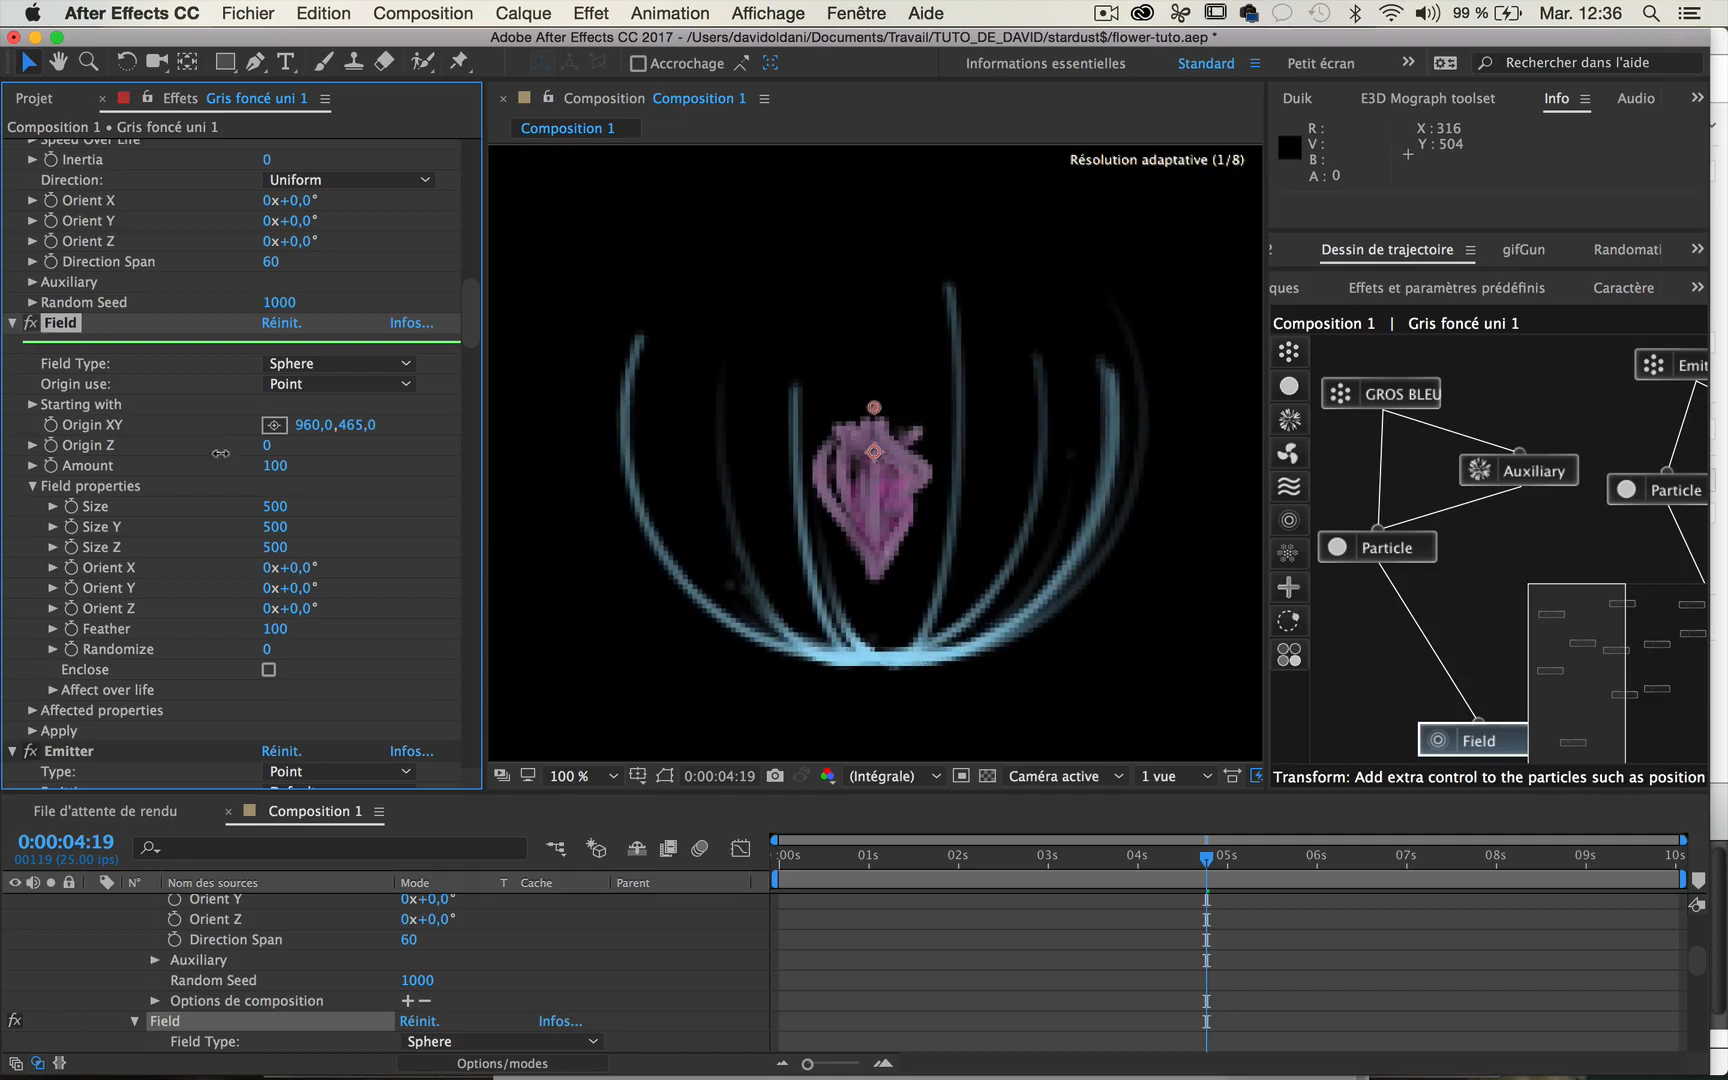 After Effects CC Fichier Edition Composition Calque Effet Animation Affichage Fenêtre Aide 99 % Mar. 12:36
Adobe After Effects CC 2017 - /Users/davidoldani/Documents/Travail/TUTO_DE_DAVID/stardust$/flower-tuto.aep *
T Accrochage Informations essentielles Standard Petit écran Rechercher dans l'aide
Projet Effets Gris foncé uni 1
Composition 1 • Gris foncé uni 1
Speed Over Life
Inertia 0
Direction: Uniform
Orient X 0x+0,0°
Orient Y 0x+0,0°
Orient Z 0x+0,0°
Direction Span 60
Auxiliary
Random Seed 1000
fx Field Réinit. Infos...
Field Type: Sphere
Origin use: Point
Starting with
Origin XY 960,0,465,0
Origin Z 0
Amount 100
Field properties
Size 500
Size Y 500
Size Z 500
Orient X 0x+0,0°
Orient Y 0x+0,0°
Orient Z 0x+0,0°
Feather 100
Randomize 0
Enclose
Affect over life
Affected properties
Apply
fx Emitter Réinit. Infos...
Type: Point
Composition Composition 1
Composition 1
Résolution adaptative (1/8)
100 % 0:00:04:19 (Intégrale) Caméra active 1 vue
Duik E3D Mograph toolset Info Audio
R : X : 316
V : Y : 504
B :
A : 0
2 Dessin de trajectoire gifGun Randomati
ques Effets et paramètres prédéfinis Caractère
Composition 1 | Gris foncé uni 1
Emit
GROS BLEU
Auxiliary
Particle
Particle
Field
Transform: Add extra control to the particles such as position
File d'attente de rendu Composition 1
0:00:04:19
00119 (25.00 ips)
:00s 01s 02s 03s 04s 05s 06s 07s 08s 09s 10s
N° Nom des sources Mode T Cache Parent
Orient Y 0x+0,0°
Orient Z 0x+0,0°
Direction Span 60
Auxiliary
Random Seed 1000
Options de composition
fx Field Réinit. Infos...
Field Type: Sphere
Options/modes